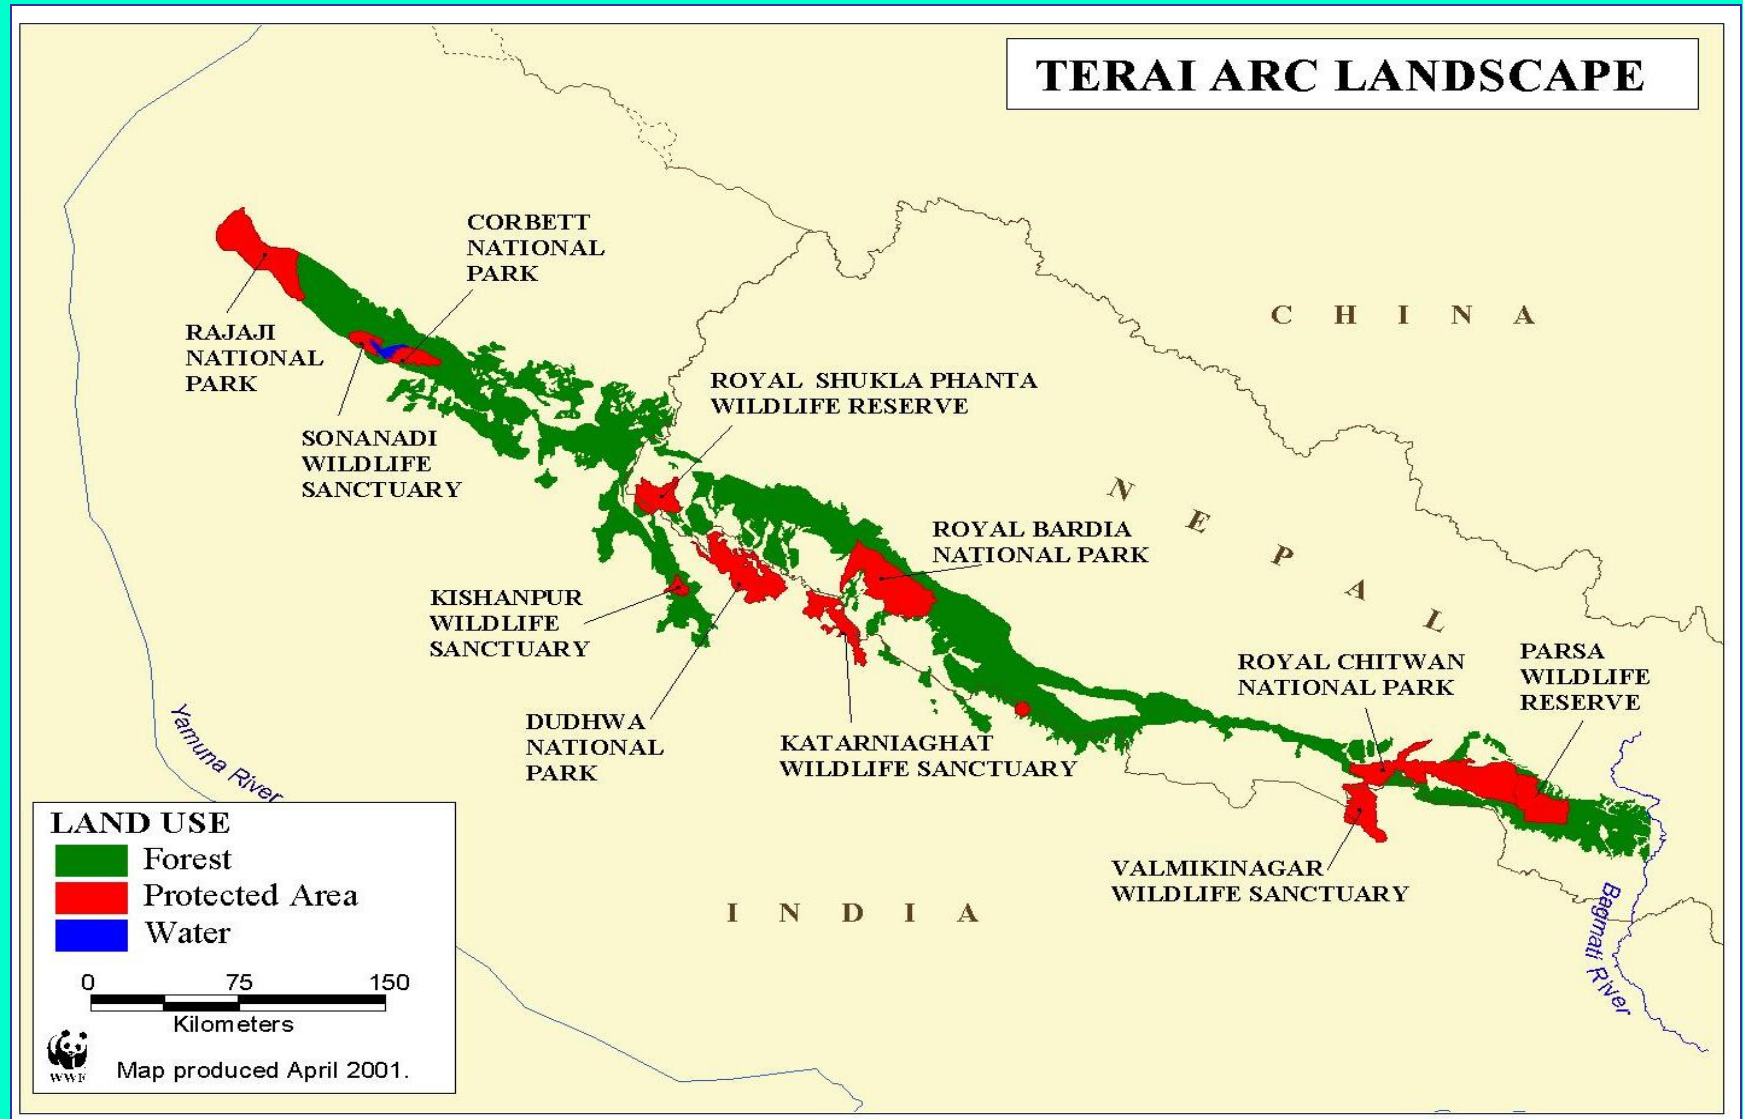 TERAI ARC LANDSCAPE
CORBETT
NATIONAL
PARK
RAJAJI
NATIONAL
PARK
SONANADI
WILDLIFE
SANCTUARY
ROYAL SHUKLA PHANTA
WILDLIFE RESERVE
CHINA
NEPAL
ROYAL BARDIA
NATIONAL PARK
KISHANPUR
WILDLIFE
SANCTUARY
DUDHWA
NATIONAL
PARK
KATARNIAGHAT
WILDLIFE SANCTUARY
ROYAL CHITWAN
NATIONAL PARK
PARSA
WILDLIFE
RESERVE
VALMIKINAGAR
WILDLIFE SANCTUARY
INDIA
Yamuna River
Bagmati River
LAND USE
Forest
Protected Area
Water
0 75 150
Kilometers
WWF
Map produced April 2001.